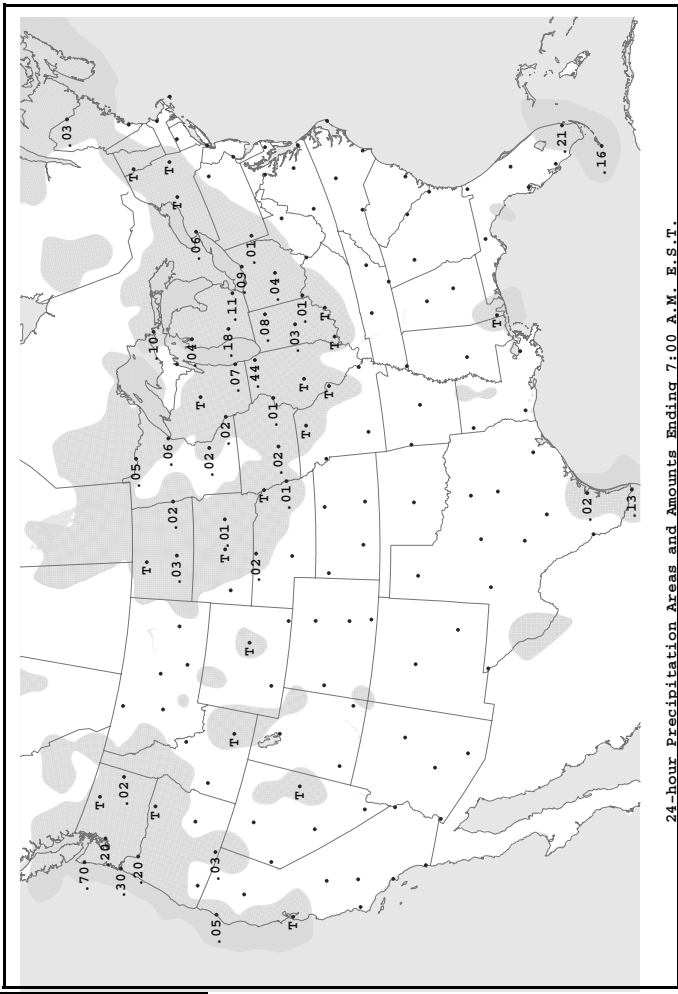 .03
.70
T
.20
.30
.02
T
.05
.20
T
.10
T
.06
T
.02
.03
T
.04
.06
T
.02
.03
.05
T
.01
.02
.18
.11
T
.07
.09
T
.01
.44
.02
T
.08
.01
.04
.02
.01
T
.03
T
.01
T
T
T
T
T
T
.21
.02
.16
.13
24-hour Precipitation Areas and Amounts Ending 7:00 A.M. E.S.T.